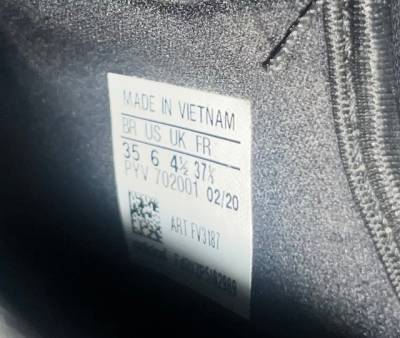 MADE IN VIETNAM
BR US UK FR
35 6 4½ 37⅓
PYV 702001 02/20
ART FV3187